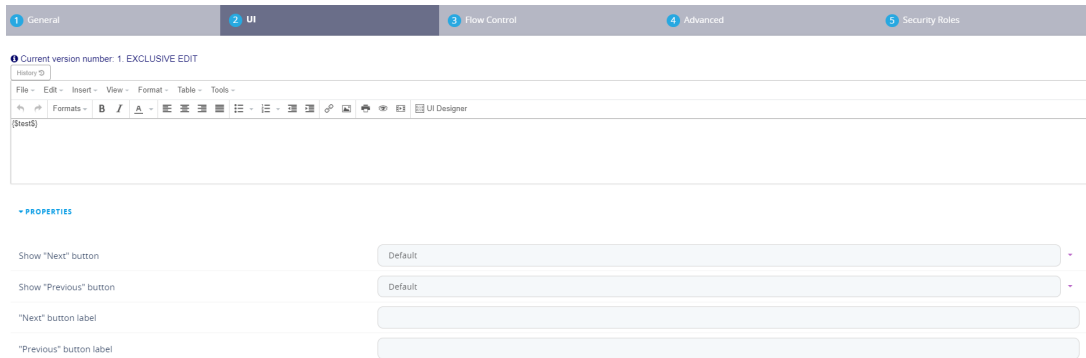 1 General 2 UI 3 Flow Control 4 Advanced 5 Security Roles
Current version number: 1. EXCLUSIVE EDIT
History
File Edit Insert View Format Table Tools
Formats B I A UI Designer
{$test$}
PROPERTIES
Show "Next" button Default
Show "Previous" button Default
"Next" button label
"Previous" button label